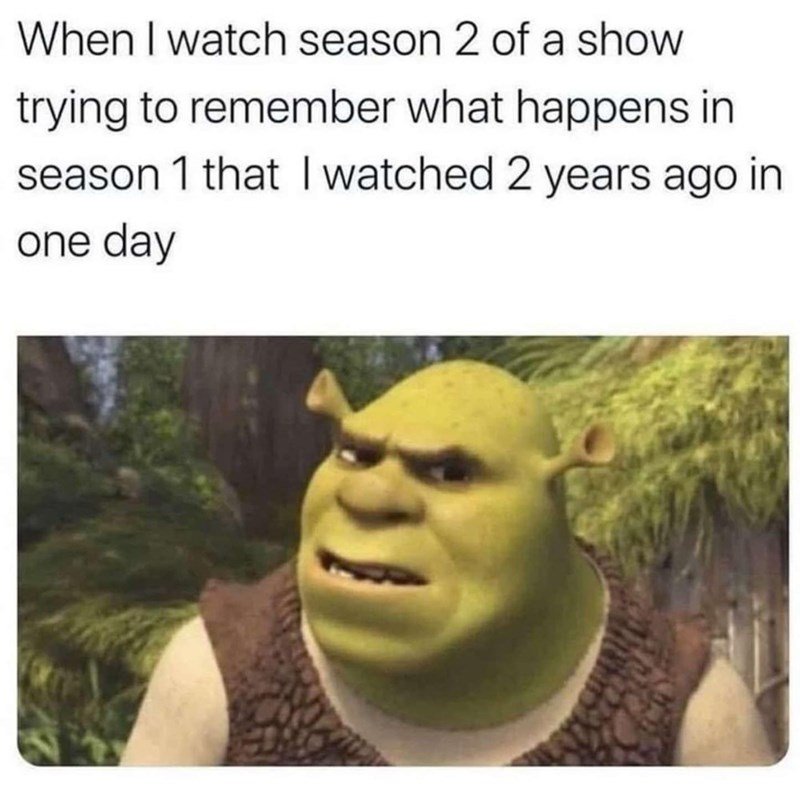 When I watch season 2 of a show
trying to remember what happens in
season 1 that I watched 2 years ago in
one day